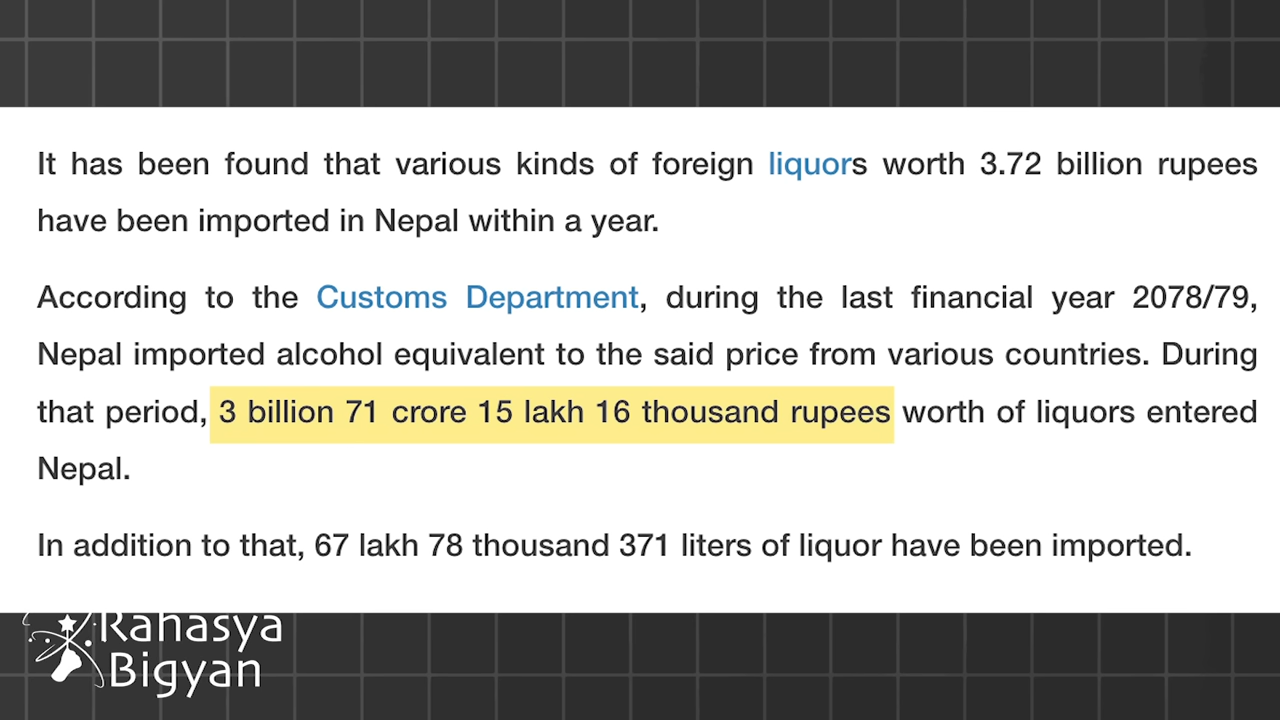 It has been found that various kinds of foreign liquors worth 3.72 billion rupees
have been imported in Nepal within a year.
According to the Customs Department, during the last financial year 2078/79,
Nepal imported alcohol equivalent to the said price from various countries. During
that period, 3 billion 71 crore 15 lakh 16 thousand rupees worth of liquors entered
Nepal.
In addition to that, 67 lakh 78 thousand 371 liters of liquor have been imported.
Rahasya
Bigyan